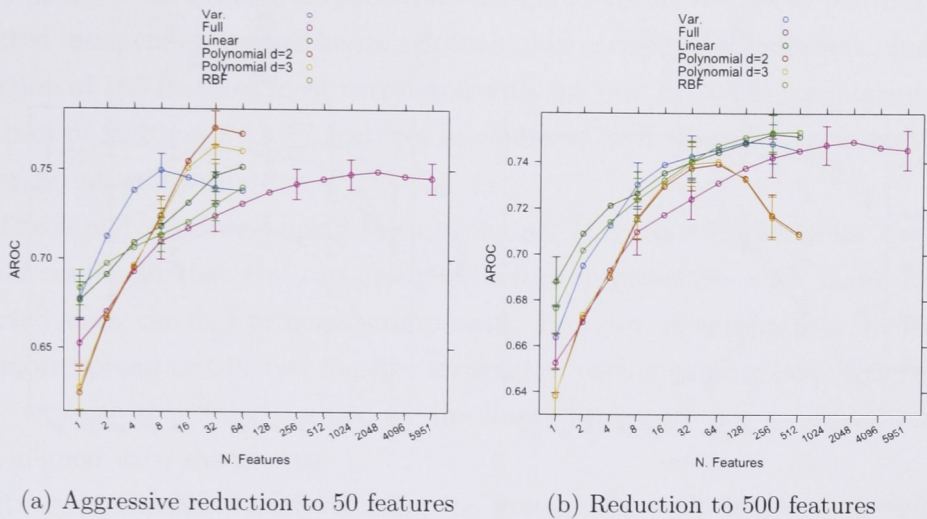 Var.
Full
Linear
Polynomial d=2
Polynomial d=3
RBF
AROC
0.75
0.70
0.65
1 2 4 8 16 32 64 128 256 512 1024 2048 4096 5951
N. Features
(a) Aggressive reduction to 50 features
Var.
Full
Linear
Polynomial d=2
Polynomial d=3
RBF
AROC
0.74
0.72
0.70
0.68
0.66
0.64
1 2 4 8 16 32 64 128 256 512 1024 2048 4096 5951
N. Features
(b) Reduction to 500 features